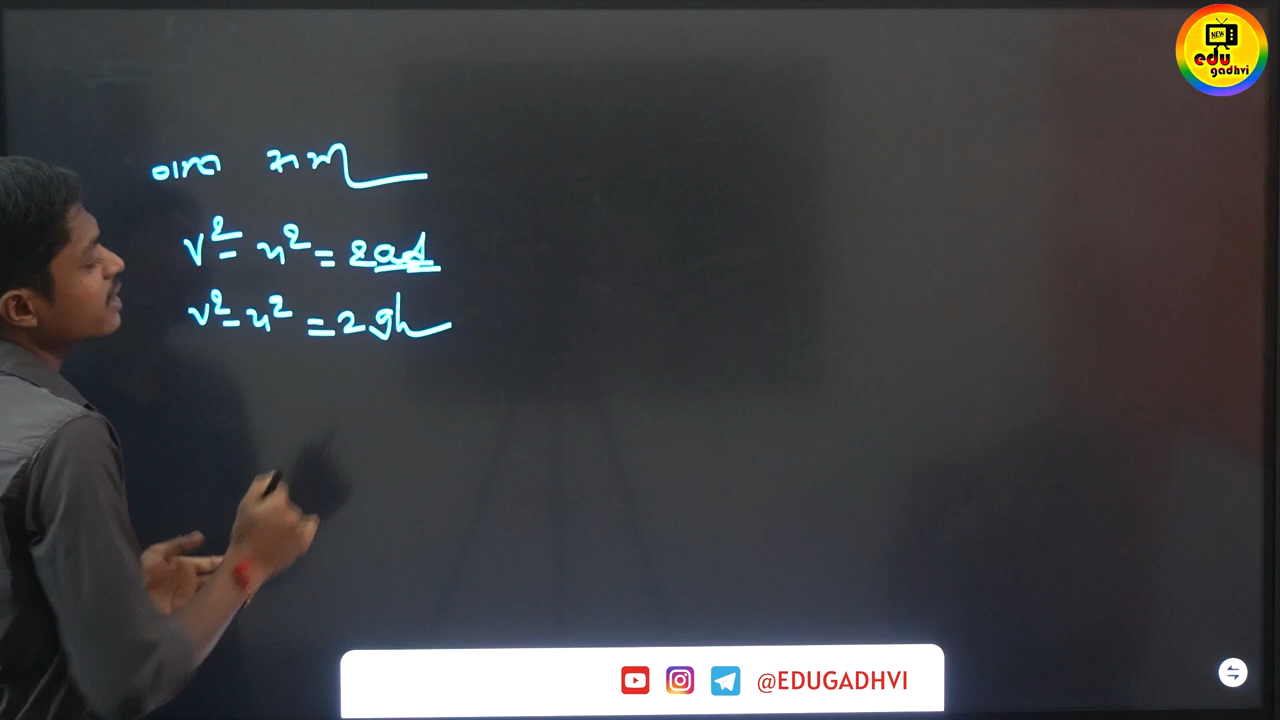 NEW
edu
gadhvi
v² - u² = 2ad
v² - u² = 2gh
@EDUGADHVI